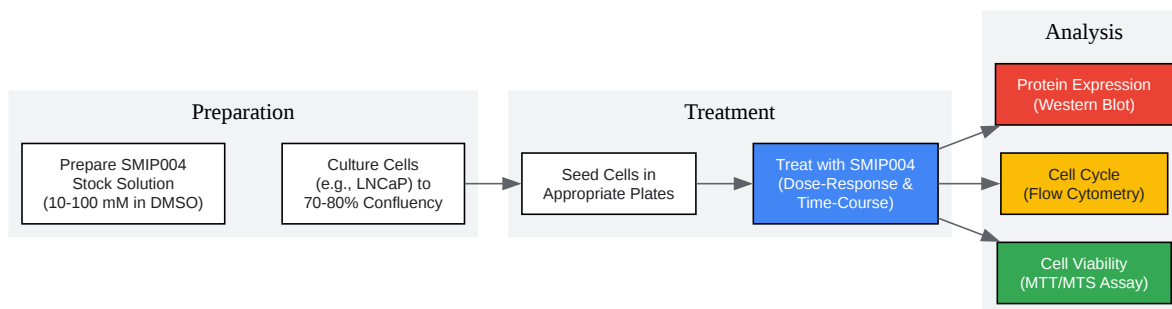 Preparation
Prepare SMIP004
Stock Solution
(10-100 mM in DMSO)
Culture Cells
(e.g., LNCaP) to
70-80% Confluency
Treatment
Seed Cells in
Appropriate Plates
Treat with SMIP004
(Dose-Response &
Time-Course)
Analysis
Protein Expression
(Western Blot)
Cell Cycle
(Flow Cytometry)
Cell Viability
(MTT/MTS Assay)